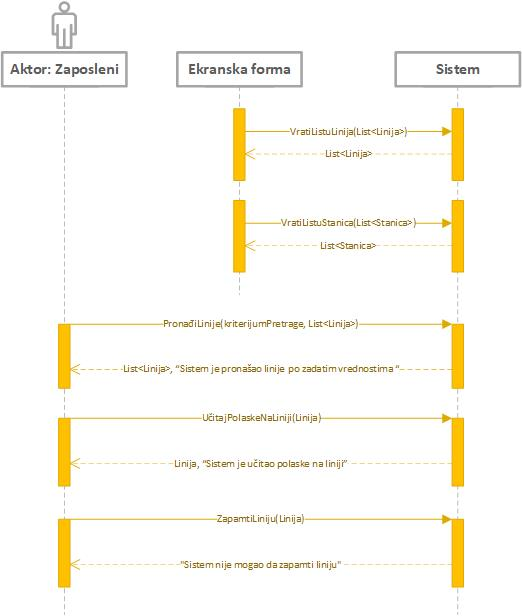 Aktor: Zaposleni
Ekranska forma
Sistem
VratiListuLinija(List<Linija>)
List<Linija>
VratiListuStanica(List<Stanica>)
List<Stanica>
PronađiLinije(kriterijumPretrage, List<Linija>)
List<Linija>, “Sistem je pronašao linije po zadatim vrednostima “
UčitajPolaskeNaLiniji(Linija)
Linija, “Sistem je učitao polaske na liniji”
ZapamtiLiniju(Linija)
"Sistem nije mogao da zapamti liniju"